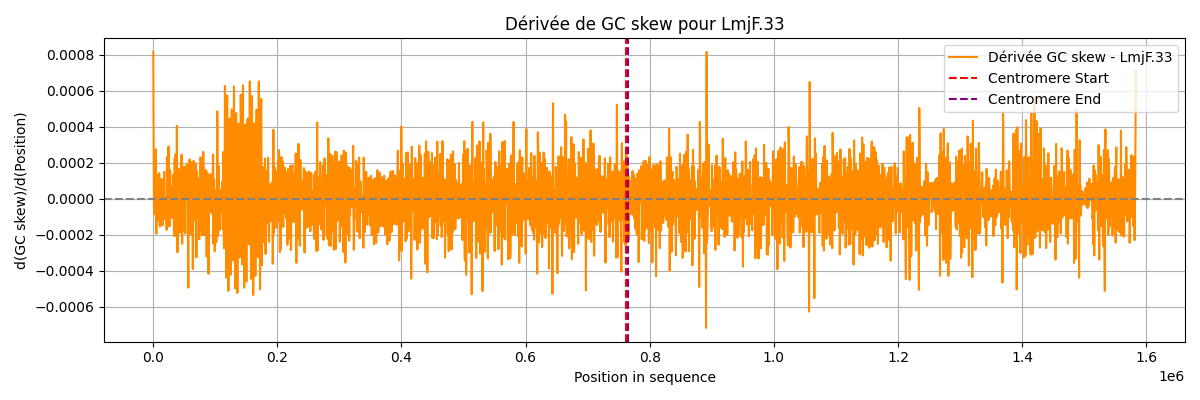 Dérivée de GC skew pour LmjF.33
d(GC skew)/d(Position)
0.0008
0.0006
0.0004
0.0002
0.0000
−0.0002
−0.0004
−0.0006
Dérivée GC skew - LmjF.33
Centromere Start
Centromere End
0.0 0.2 0.4 0.6 0.8 1.0 1.2 1.4 1.6
1e6
Position in sequence